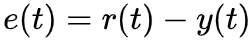 e(t) = r(t) − y(t)